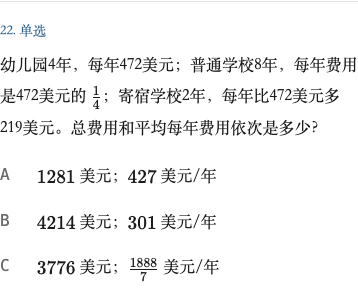 22. 单选
幼儿园4年，每年472美元；普通学校8年，每年费用
是472美元的 1/4；寄宿学校2年，每年比472美元多
219美元。总费用和平均每年费用依次是多少?
A 1281 美元；427 美元/年
B 4214 美元；301 美元/年
C 3776 美元；1888/7 美元/年